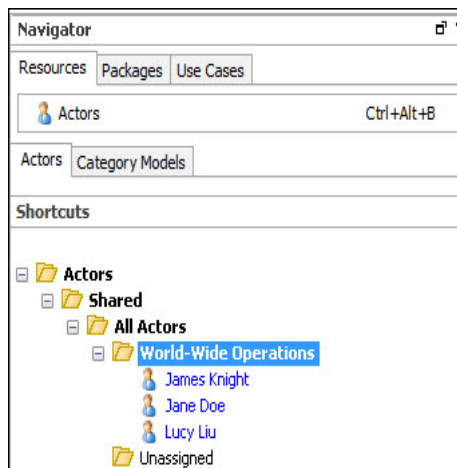 Navigator
Resources Packages Use Cases
Actors Ctrl+Alt+B
Actors Category Models
Shortcuts
Actors
Shared
All Actors
World-Wide Operations
James Knight
Jane Doe
Lucy Liu
Unassigned